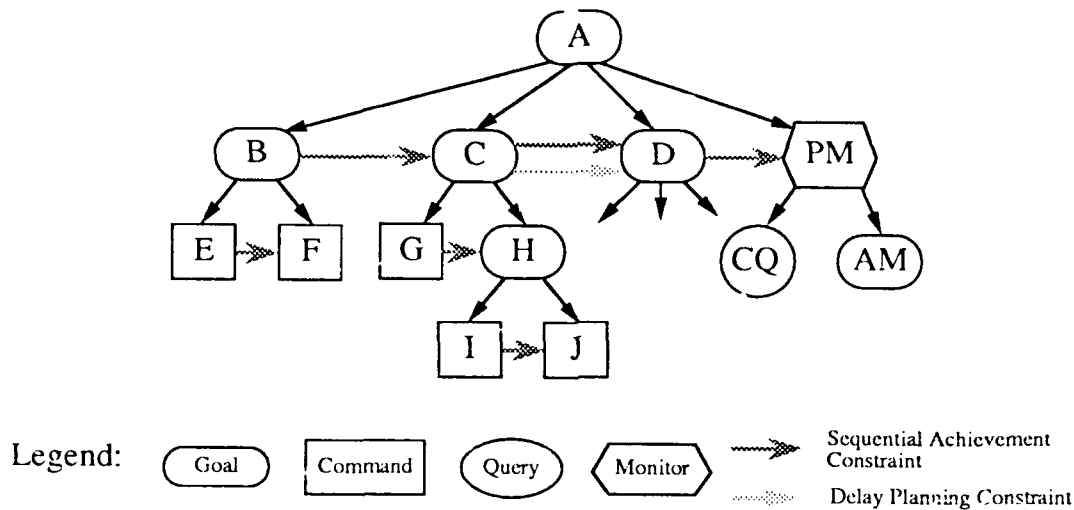 A
B
C
D
PM
E
F
G
H
CQ
AM
I
J
Legend:
Goal
Command
Query
Monitor
Sequential Achievement
Constraint
Delay Planning Constraint